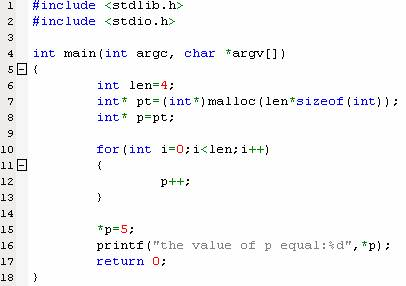 1 #include <stdlib.h>
2 #include <stdio.h>
3
4 int main(int argc, char *argv[])
5 {
6 int len=4;
7 int* pt=(int*)malloc(len*sizeof(int));
8 int* p=pt;
9
10 for(int i=0;i<len;i++)
11 {
12 p++;
13 }
14
15 *p=5;
16 printf("the value of p equal:%d",*p);
17 return 0;
18 }